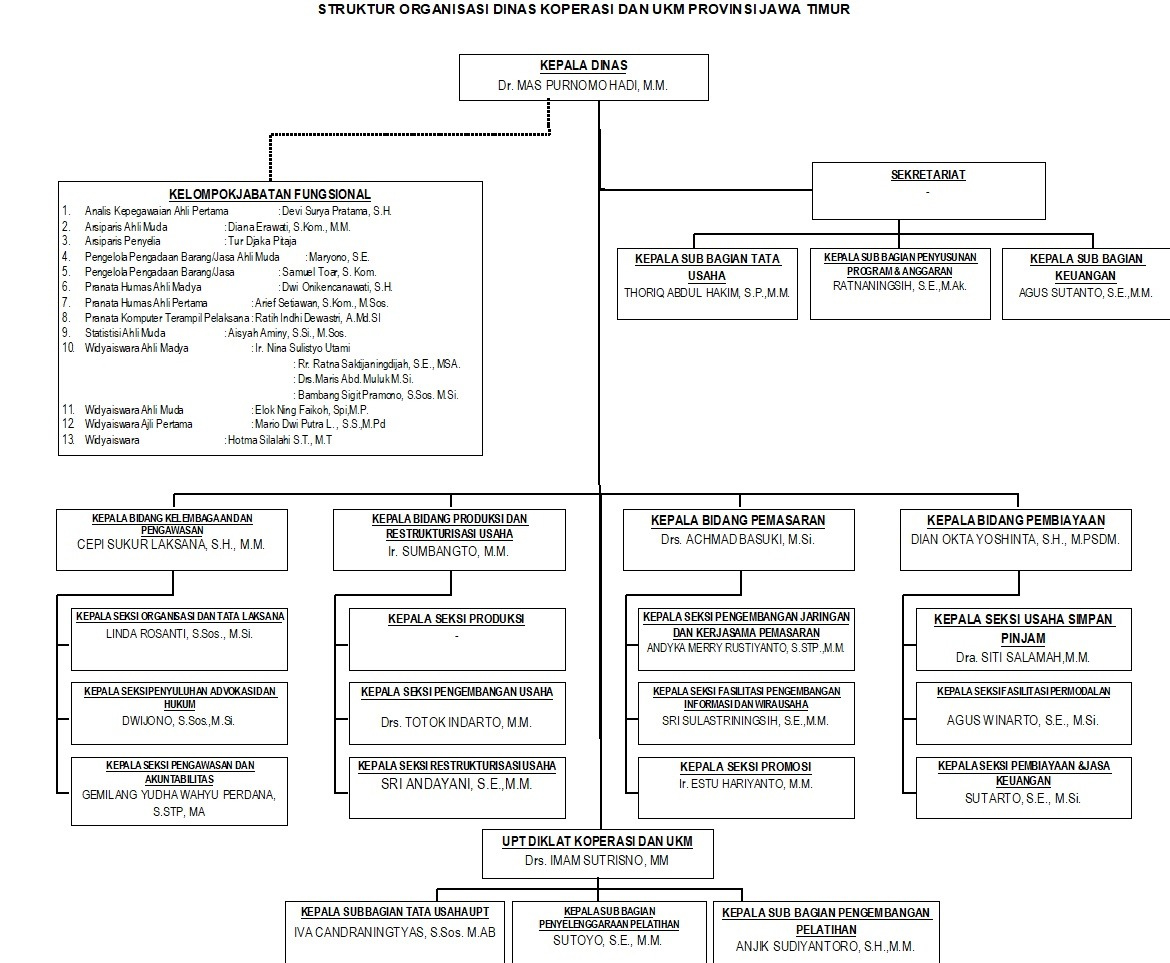 STRUKTUR ORGANISASI DINAS KOPERASI DAN UKM PROVINSI JAWA TIMUR
KEPALA DINAS
Dr. MAS PURNOMO HADI, M.M.
SEKRETARIAT
-
KELOMPOKJABATAN FUNGSIONAL
1. Analis Kepegawaian Ahli Pertama : Devi Surya Pratama, S.H.
2. Arsiparis Ahli Muda : Diana Erawati, S.Kom., M.M.
3. Arsiparis Penyelia : Tur Djaka Pitaja
4. Pengelola Pengadaan Barang/Jasa Ahli Muda : Maryono, S.E.
5. Pengelola Pengadaan Barang/Jasa : Samuel Toar, S. Kom.
6. Pranata Humas Ahli Madya : Dwi Onikencanawati, S.H.
7. Pranata Humas Ahli Pertama : Arief Setiawan, S.Kom., M.Sos.
8. Pranata Komputer Terampil Pelaksana : Ratih Indhi Dewastri, A.Md.SI
9. Statistisi Ahli Muda : Aisyah Aminy, S.Si., M.Sos.
10. Widyaiswara Ahli Madya : Ir. Nina Sulistyo Utami
: Rr. Ratna Saktijaningdijah, S.E., MSA.
: Drs.Maris Abd. Muluk M.Si.
: Bambang Sigit Pramono, S.Sos. M.Si.
11. Widyaiswara Ahli Muda : Elok Ning Faikoh, Spi,M.P.
12. Widyaiswara Ajli Pertama : Mario Dwi Putra L., S.S.,M.Pd
13. Widyaiswara : Hotma Silalahi S.T., M.T
KEPALA SUB BAGIAN TATA
USAHA
THORIQ ABDUL HAKIM, S.P.,M.M.
KEPALA SUB BAGIAN PENYUSUNAN
PROGRAM & ANGGARAN
RATNANINGSIH, S.E.,M.Ak.
KEPALA SUB BAGIAN
KEUANGAN
AGUS SUTANTO, S.E.,M.M.
KEPALA BIDANG KELEMBAGAAN DAN
PENGAWASAN
CEPI SUKUR LAKSANA, S.H., M.M.
KEPALA BIDANG PRODUKSI DAN
RESTRUKTURISASI USAHA
Ir. SUMBANGTO, M.M.
KEPALA BIDANG PEMASARAN
Drs. ACHMAD BASUKI, M.Si.
KEPALA BIDANG PEMBIAYAAN
DIAN OKTA YOSHINTA, S.H., M.PSDM.
KEPALA SEKSI ORGANISASI DAN TATA LAKSANA
LINDA ROSANTI, S.Sos., M.Si.
KEPALA SEKSI PRODUKSI
-
KEPALA SEKSI PENGEMBANGAN JARINGAN
DAN KERJASAMA PEMASARAN
ANDYKA MERRY RUSTIYANTO, S.STP.,M.M.
KEPALA SEKSI USAHA SIMPAN
PINJAM
Dra. SITI SALAMAH,M.M.
KEPALA SEKSI PENYULUHAN ADVOKASI DAN
HUKUM
DWIJONO, S.Sos.,M.Si.
KEPALA SEKSI PENGEMBANGAN USAHA
Drs. TOTOK INDARTO, M.M.
KEPALA SEKSI FASILITASI PENGEMBANGAN
INFORMASI DAN WIRAUSAHA
SRI SULASTRININGSIH, S.E.,M.M.
KEPALA SEKSI FASILITASI PERMODALAN
AGUS WINARTO, S.E., M.Si.
KEPALA SEKSI PENGAWASAN DAN
AKUNTABILITAS
GEMILANG YUDHA WAHYU PERDANA,
S.STP, MA
KEPALA SEKSI RESTRUKTURISASI USAHA
SRI ANDAYANI, S.E.,M.M.
KEPALA SEKSI PROMOSI
Ir. ESTU HARIYANTO, M.M.
KEPALA SEKSI PEMBIAYAAN &JASA
KEUANGAN
SUTARTO, S.E., M.Si.
UPT DIKLAT KOPERASI DAN UKM
Drs. IMAM SUTRISNO, MM
KEPALA SUB BAGIAN TATA USAHA UPT
IVA CANDRANINGTYAS, S.Sos. M.AB
KEPALA SUB BAGIAN
PENYELENGGARAAN PELATIHAN
SUTOYO, S.E., M.M.
KEPALA SUB BAGIAN PENGEMBANGAN
PELATIHAN
ANJIK SUDIYANTORO, S.H.,M.M.